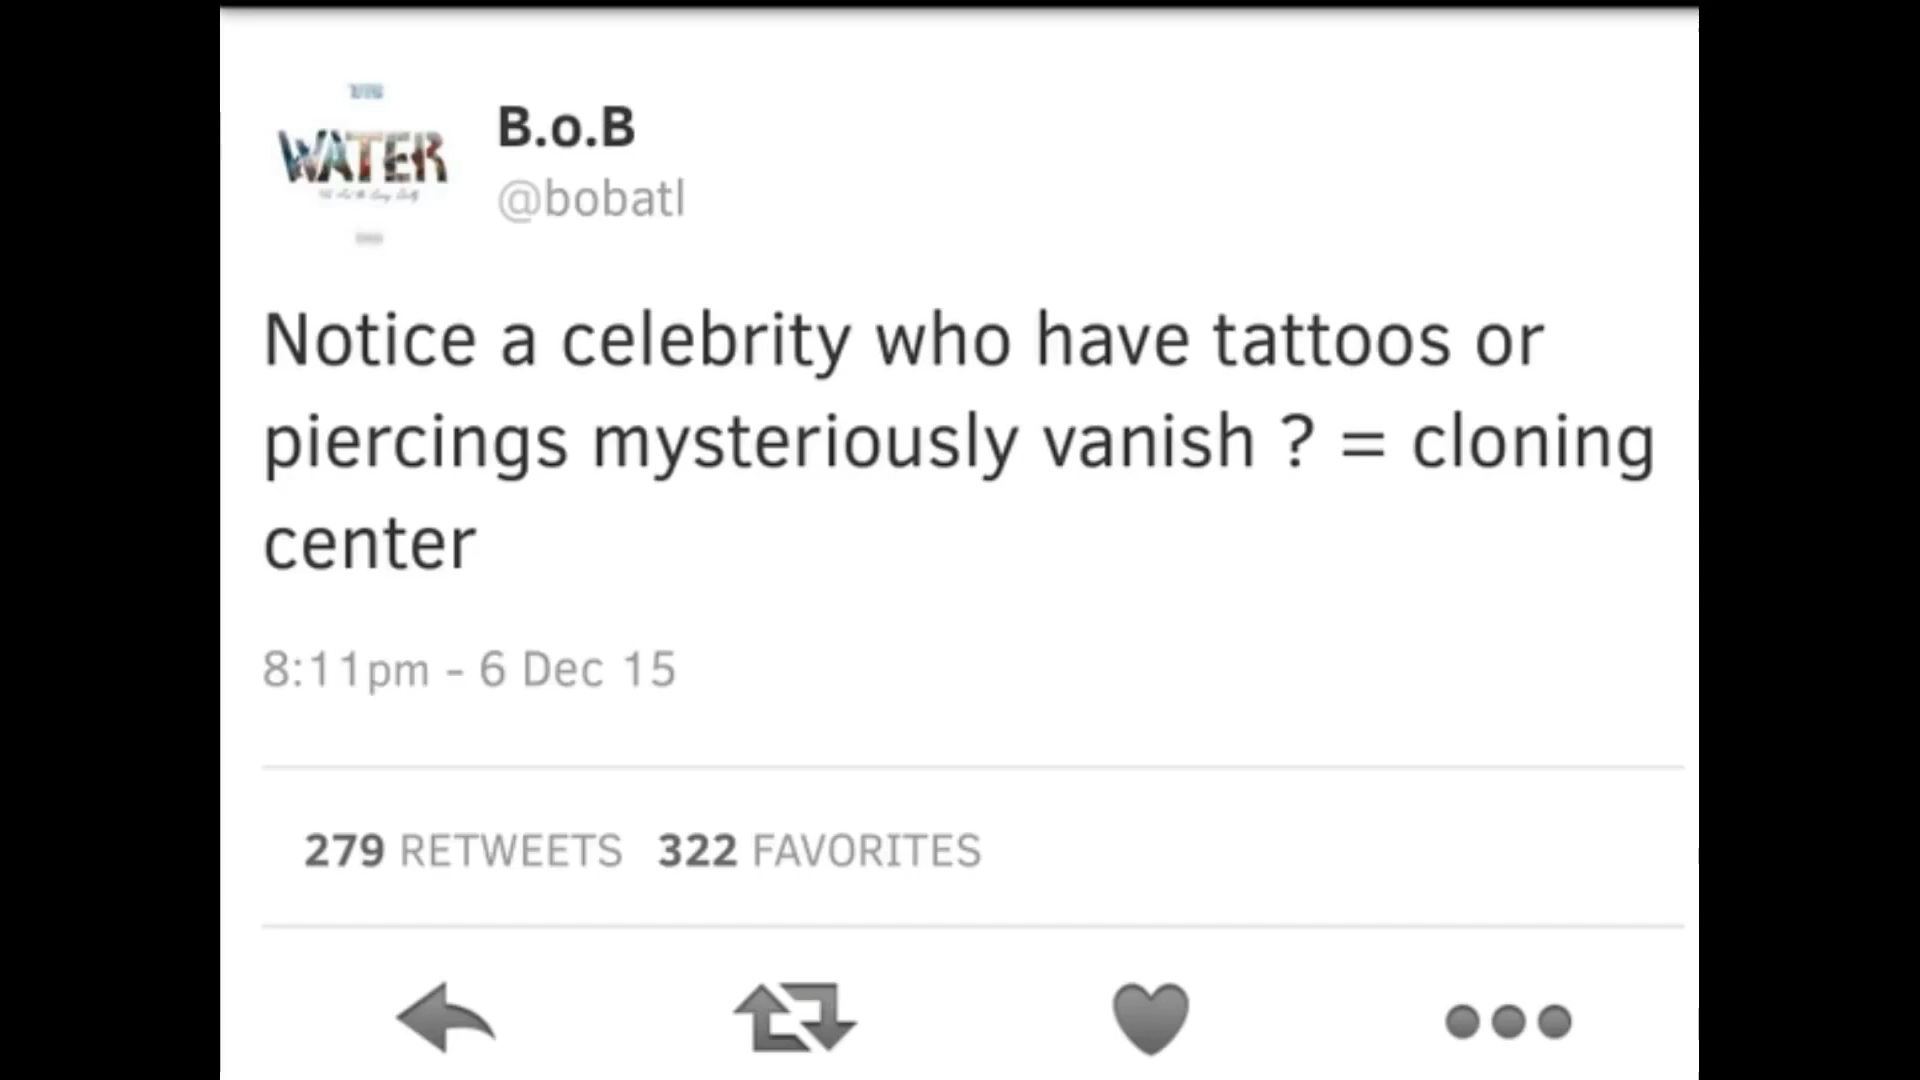 WATER
B.o.B
@bobatl
Notice a celebrity who have tattoos or
piercings mysteriously vanish ? = cloning
center
8:11pm - 6 Dec 15
279 RETWEETS 322 FAVORITES